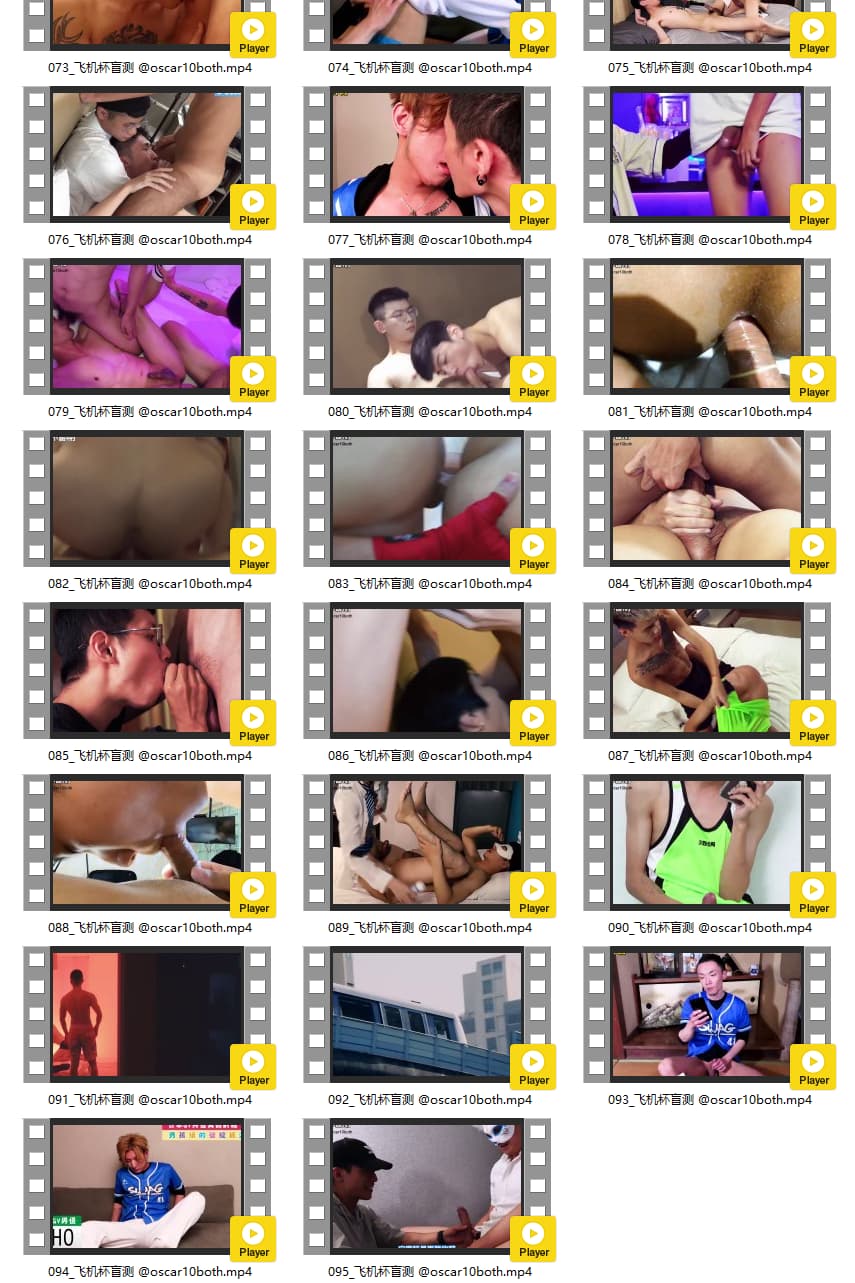 Player Player Player
073_飞机杯盲测 @oscar10both.mp4 074_飞机杯盲测 @oscar10both.mp4 075_飞机杯盲测 @oscar10both.mp4
Player Player Player
076_飞机杯盲测 @oscar10both.mp4 077_飞机杯盲测 @oscar10both.mp4 078_飞机杯盲测 @oscar10both.mp4
Player Player Player
079_飞机杯盲测 @oscar10both.mp4 080_飞机杯盲测 @oscar10both.mp4 081_飞机杯盲测 @oscar10both.mp4
Player Player Player
082_飞机杯盲测 @oscar10both.mp4 083_飞机杯盲测 @oscar10both.mp4 084_飞机杯盲测 @oscar10both.mp4
Player Player Player
085_飞机杯盲测 @oscar10both.mp4 086_飞机杯盲测 @oscar10both.mp4 087_飞机杯盲测 @oscar10both.mp4
Player Player Player
088_飞机杯盲测 @oscar10both.mp4 089_飞机杯盲测 @oscar10both.mp4 090_飞机杯盲测 @oscar10both.mp4
SWAG
41
Player Player Player
091_飞机杯盲测 @oscar10both.mp4 092_飞机杯盲测 @oscar10both.mp4 093_飞机杯盲测 @oscar10both.mp4
SWAG
41
HO
Player Player
094_飞机杯盲测 @oscar10both.mp4 095_飞机杯盲测 @oscar10both.mp4